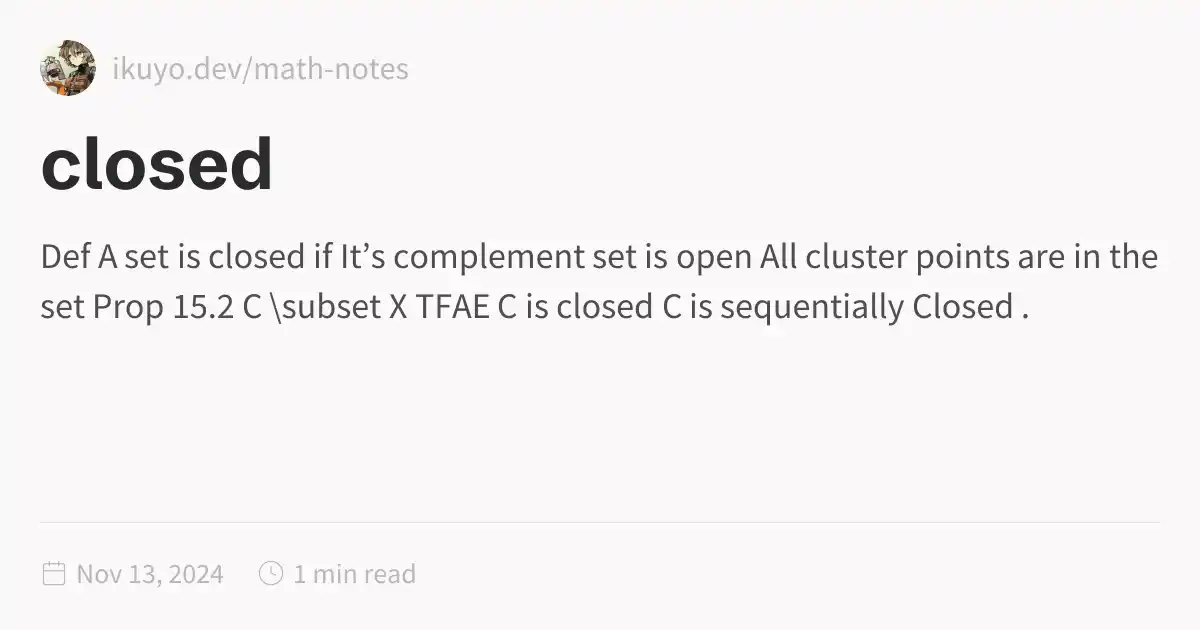 ikuyo.dev/math-notes
closed
Def A set is closed if It’s complement set is open All cluster points are in the
set Prop 15.2 C \subset X TFAE C is closed C is sequentially Closed .
Nov 13, 2024 1 min read